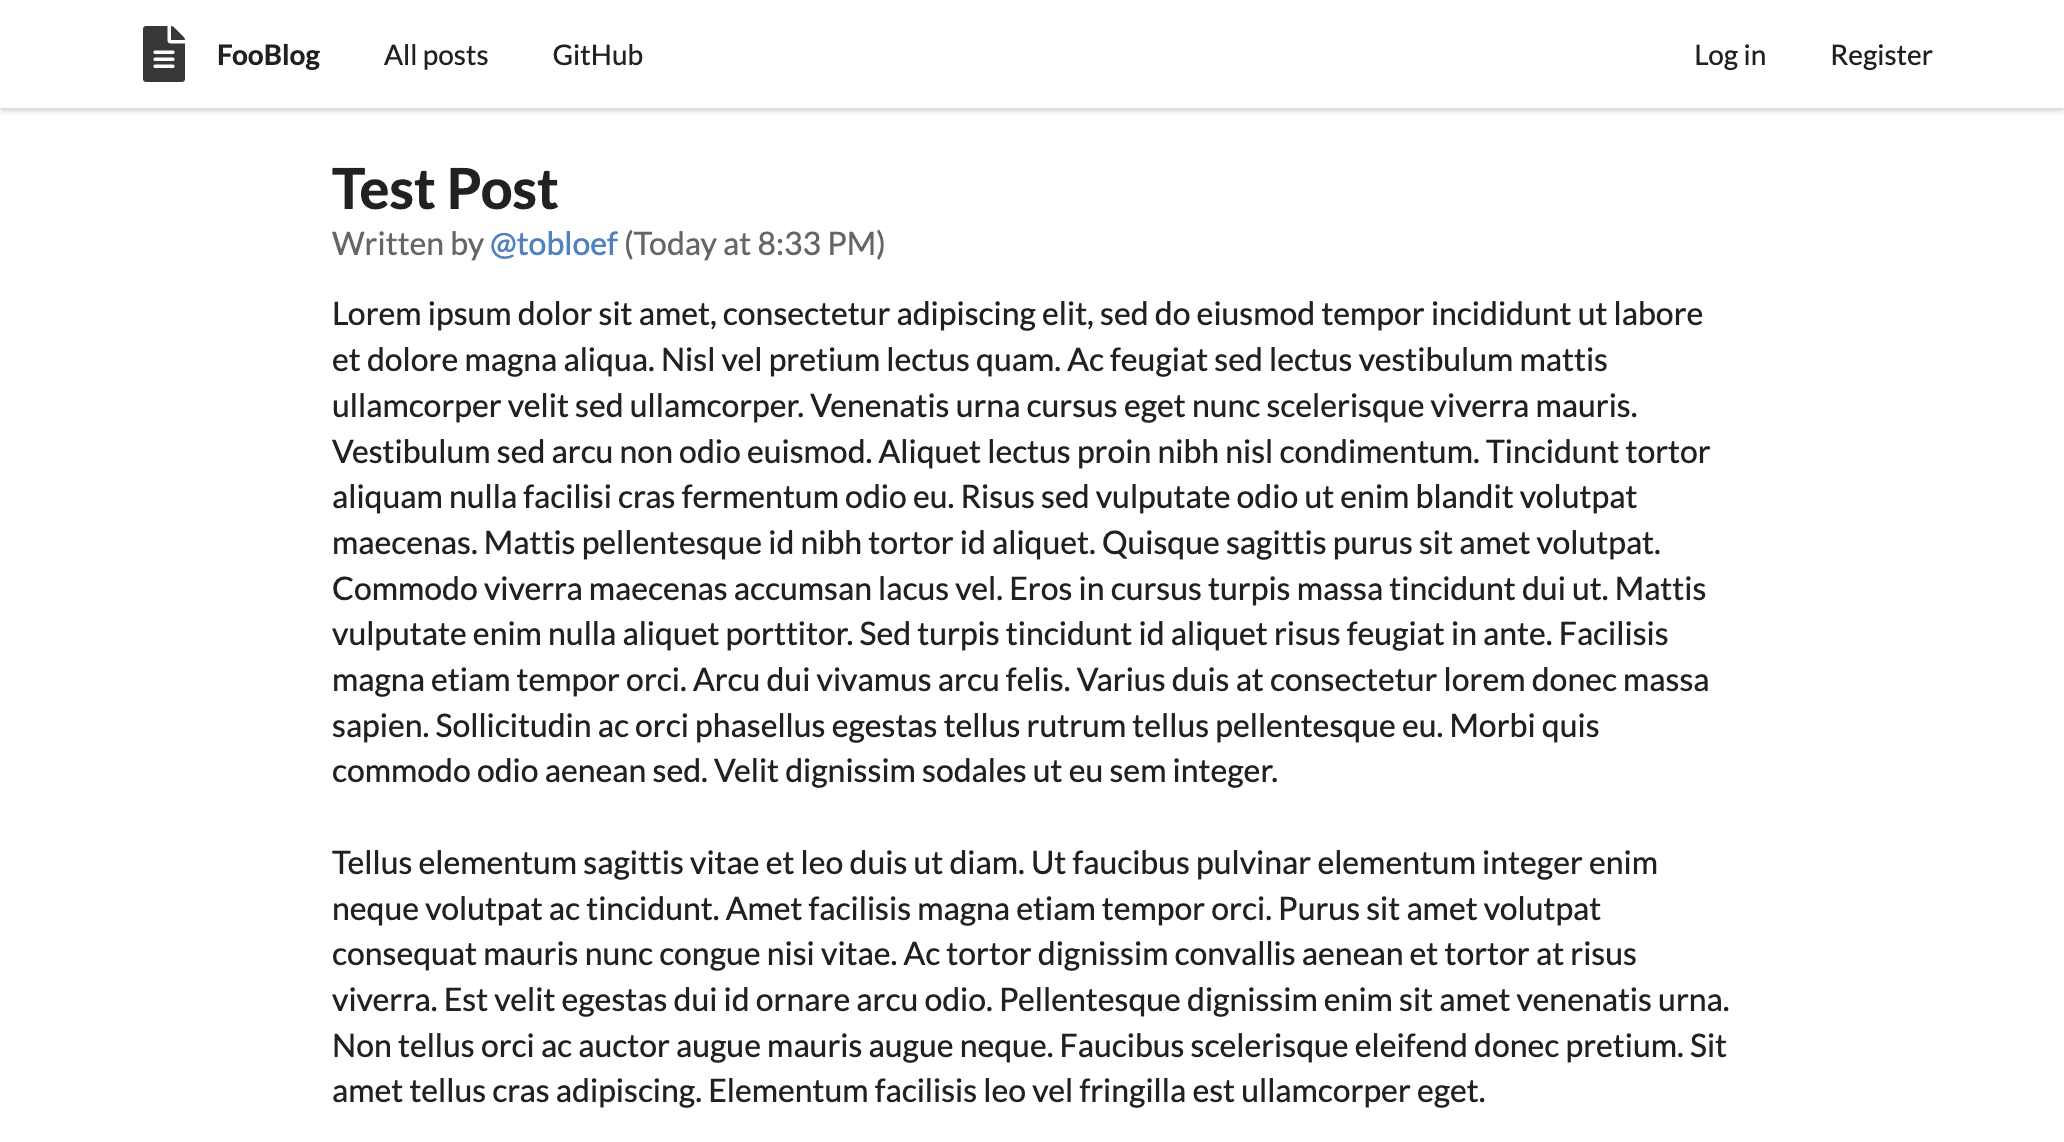 FooBlog All posts GitHub Log in Register
Test Post
Written by @tobloef (Today at 8:33 PM)
Lorem ipsum dolor sit amet, consectetur adipiscing elit, sed do eiusmod tempor incididunt ut labore
et dolore magna aliqua. Nisl vel pretium lectus quam. Ac feugiat sed lectus vestibulum mattis
ullamcorper velit sed ullamcorper. Venenatis urna cursus eget nunc scelerisque viverra mauris.
Vestibulum sed arcu non odio euismod. Aliquet lectus proin nibh nisl condimentum. Tincidunt tortor
aliquam nulla facilisi cras fermentum odio eu. Risus sed vulputate odio ut enim blandit volutpat
maecenas. Mattis pellentesque id nibh tortor id aliquet. Quisque sagittis purus sit amet volutpat.
Commodo viverra maecenas accumsan lacus vel. Eros in cursus turpis massa tincidunt dui ut. Mattis
vulputate enim nulla aliquet porttitor. Sed turpis tincidunt id aliquet risus feugiat in ante. Facilisis
magna etiam tempor orci. Arcu dui vivamus arcu felis. Varius duis at consectetur lorem donec massa
sapien. Sollicitudin ac orci phasellus egestas tellus rutrum tellus pellentesque eu. Morbi quis
commodo odio aenean sed. Velit dignissim sodales ut eu sem integer.
Tellus elementum sagittis vitae et leo duis ut diam. Ut faucibus pulvinar elementum integer enim
neque volutpat ac tincidunt. Amet facilisis magna etiam tempor orci. Purus sit amet volutpat
consequat mauris nunc congue nisi vitae. Ac tortor dignissim convallis aenean et tortor at risus
viverra. Est velit egestas dui id ornare arcu odio. Pellentesque dignissim enim sit amet venenatis urna.
Non tellus orci ac auctor augue mauris augue neque. Faucibus scelerisque eleifend donec pretium. Sit
amet tellus cras adipiscing. Elementum facilisis leo vel fringilla est ullamcorper eget.